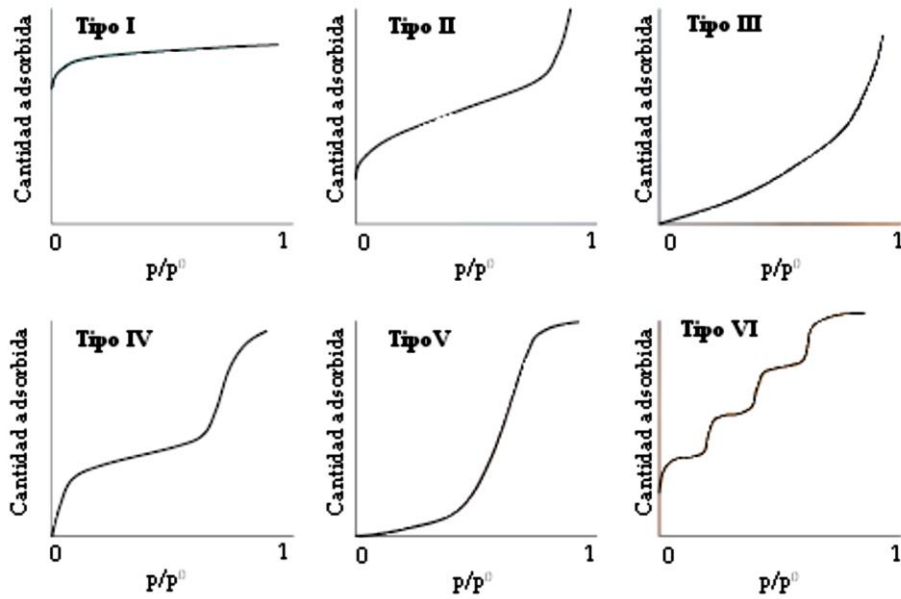 Tipo I
Cantidad adsorbida
0
1
p/p⁰
Tipo II
Cantidad adsorbida
0
1
p/p⁰
Tipo III
Cantidad adsorbida
0
1
p/p⁰
Tipo IV
Cantidad adsorbida
0
1
p/p⁰
Tipo V
Cantidad adsorbida
0
1
p/p⁰
Tipo VI
Cantidad adsorbida
0
1
p/p⁰